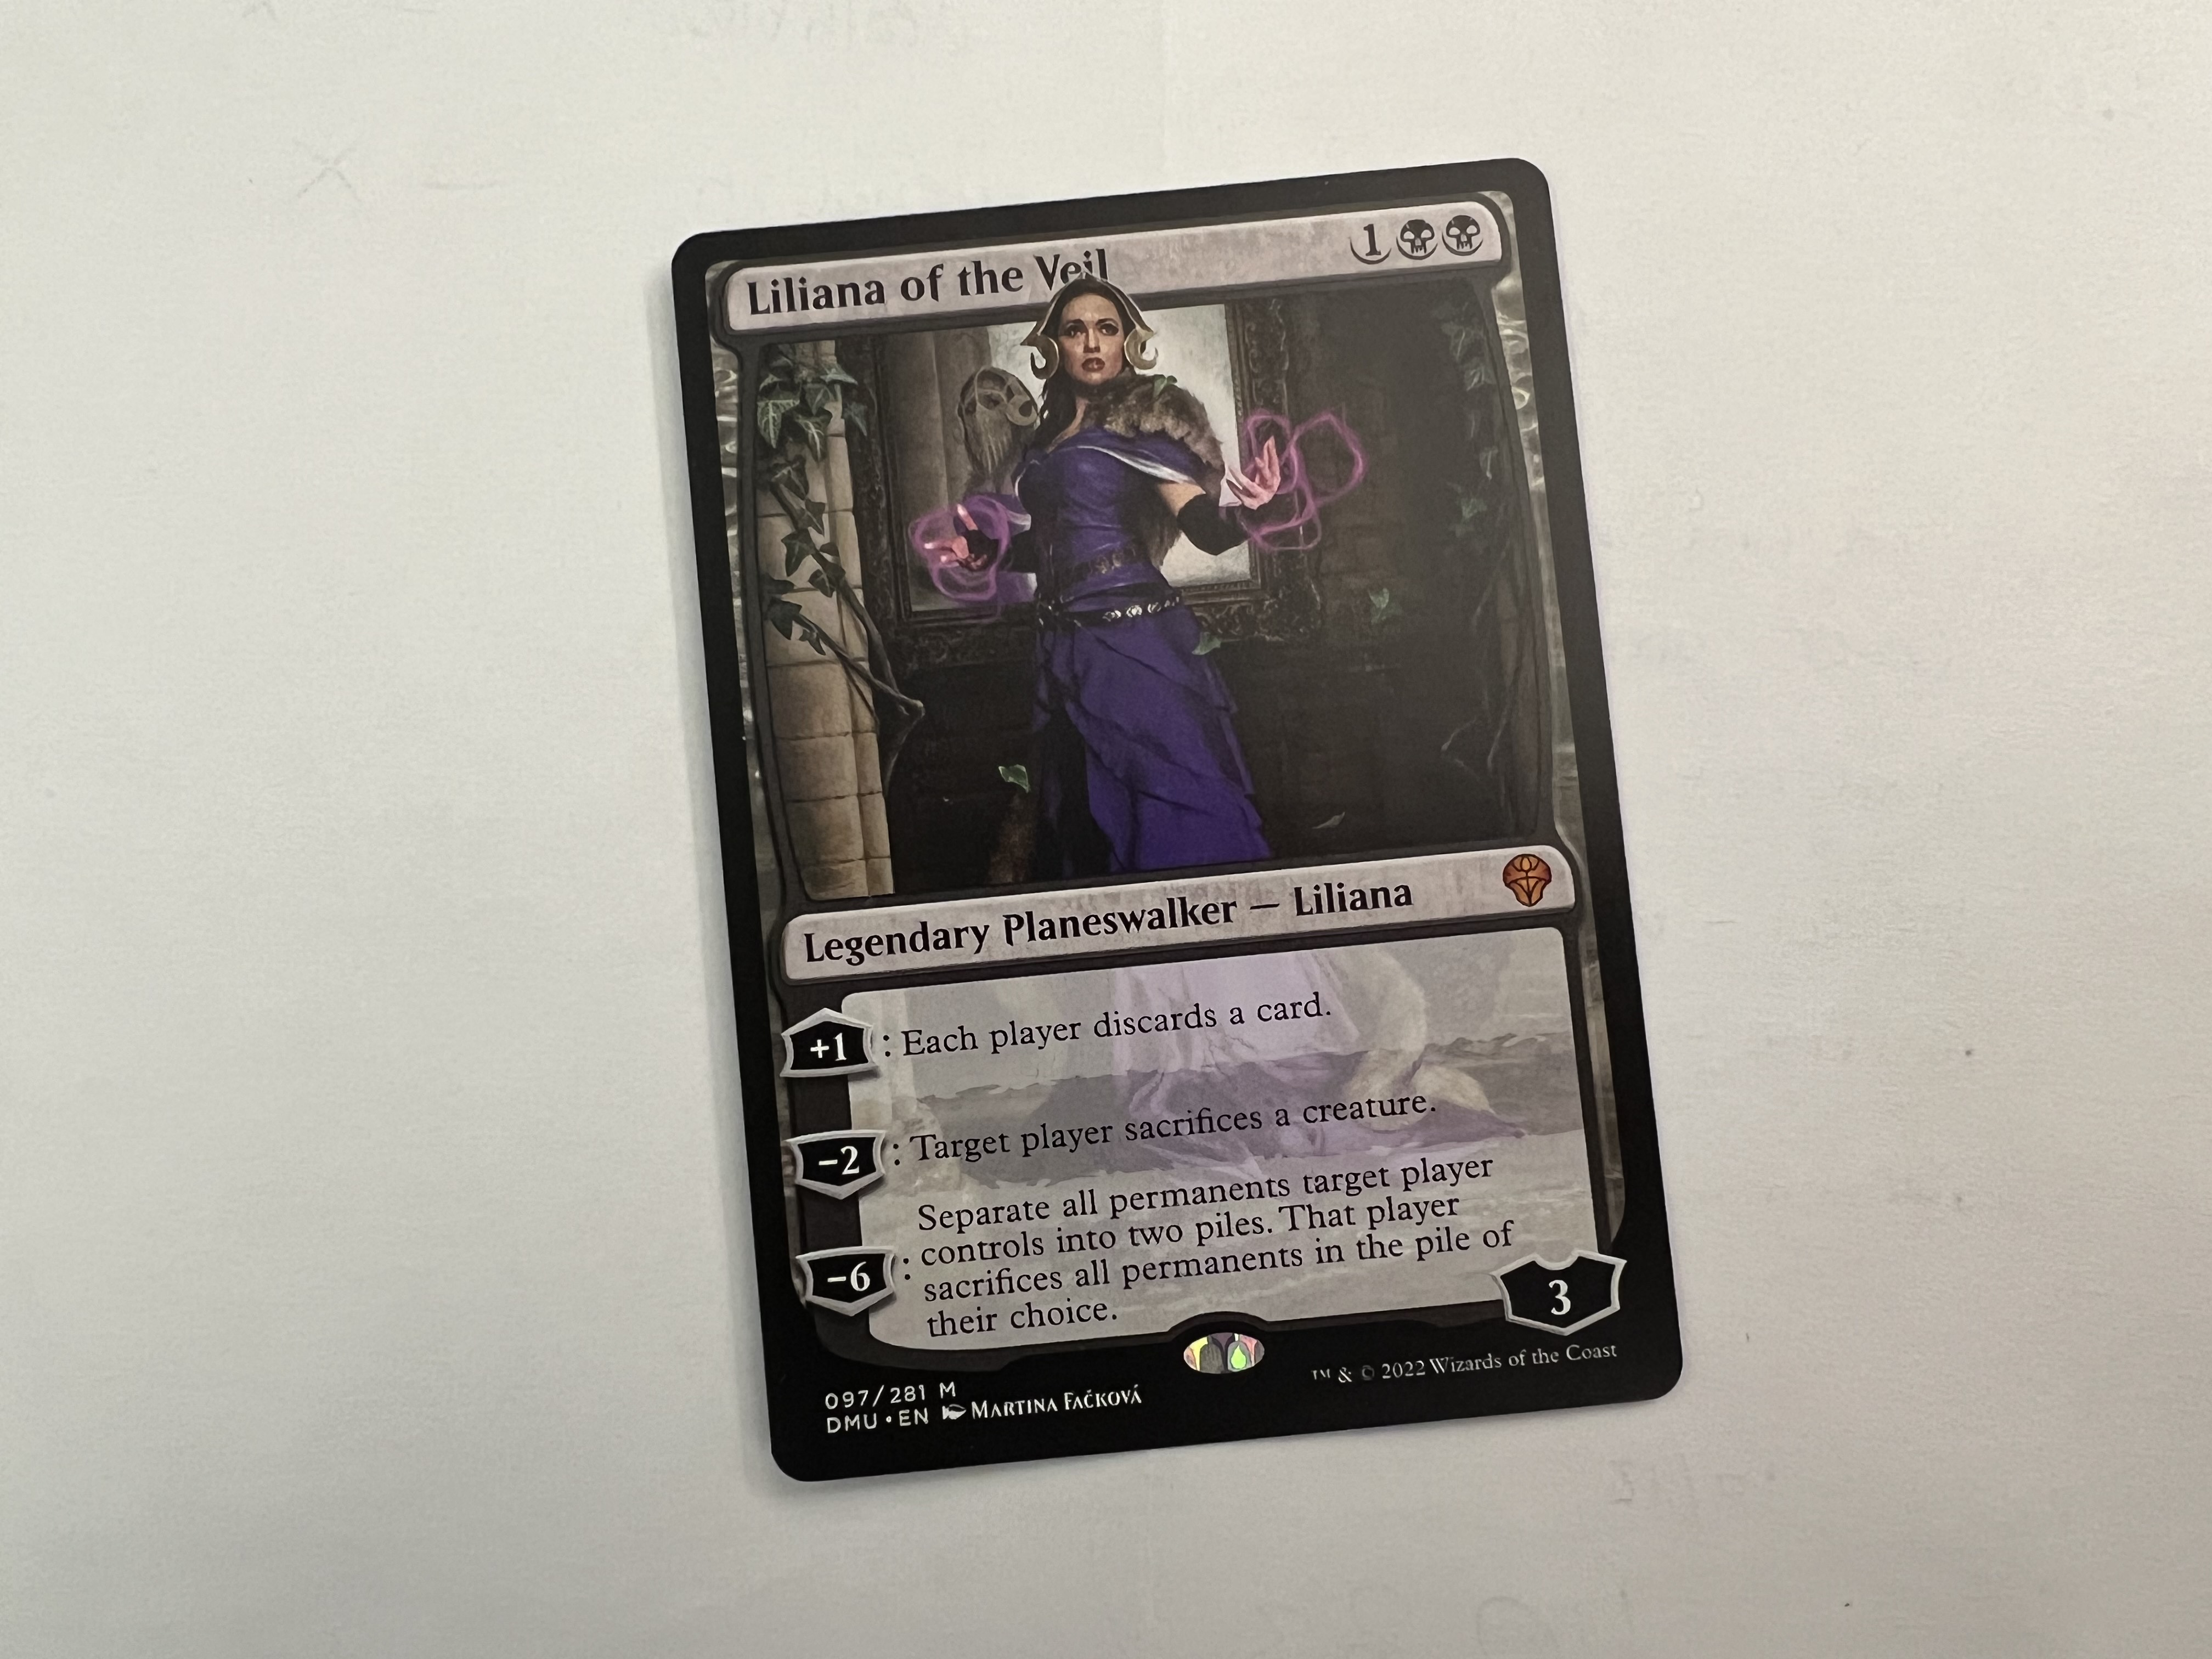 Liliana of the Veil
1
Legendary Planeswalker — Liliana
+1 : Each player discards a card.
−2 : Target player sacrifices a creature.
Separate all permanents target player
−6 : controls into two piles. That player
sacrifices all permanents in the pile of
their choice.
3
097/281 M
DMU • EN Martina Fačková
™ & © 2022 Wizards of the Coast